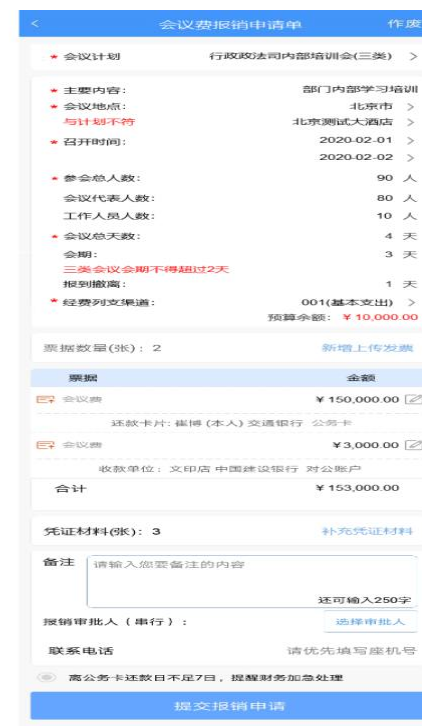 < 会议费报销申请单 作废
* 会议计划 行政政法司内部培训会(三类) >
* 主要内容: 部门内部学习培训
* 会议地点: 北京市 >
与计划不符 北京测试大酒店 >
* 召开时间: 2020-02-01 >
2020-02-02 >
* 参会总人数: 90 人
会议代表人数: 80 人
工作人员人数: 10 人
* 会议总天数: 4 天
会期: 3 天
三类会议会期不得超过2天
报到撤离: 1 天
* 经费列支渠道: 001(基本支出) >
预算余额: ¥ 10,000.00
票据数量(张): 2 新增上传发票
票据 金额
会议费 ¥ 150,000.00
还款卡片: 崔博 (本人) 交通银行 公务卡
会议费 ¥3,000.00
收款单位: 文印店 中国建设银行 对公账户
合计 ¥ 153,000.00
凭证材料(张): 3 补充凭证材料
备注 请输入您要备注的内容
还可输入250字
报销审批人 ( 串行 ) : 选择审批人
联系电话 请优先填写座机号
离公务卡还款日不足7日, 提醒财务加急处理
提交报销申请